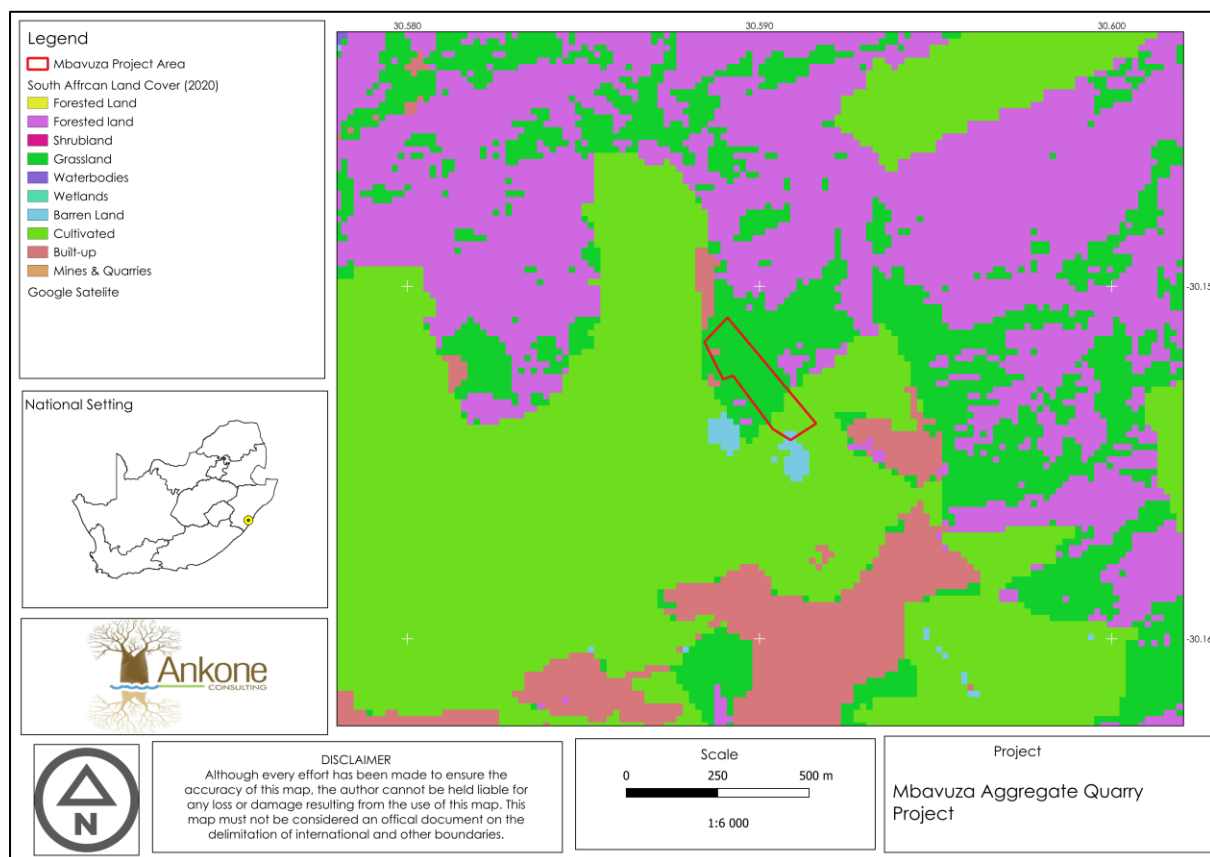 Legend
Mbavuza Project Area
South Affrcan Land Cover (2020)
Forested Land
Forested land
Shrubland
Grassland
Waterbodies
Wetlands
Barren Land
Cultivated
Built-up
Mines & Quarries
Google Satelite
National Setting
Ankone
CONSULTING
N
30.580
30.590
30.600
-30.15
-30.16
DISCLAIMER
Although every effort has been made to ensure the
accuracy of this map, the author cannot be held liable for
any loss or damage resulting from the use of this map. This
map must not be considered an offical document on the
delimitation of international and other boundaries.
Scale
0 250 500 m
1:6 000
Project
Mbavuza Aggregate Quarry
Project